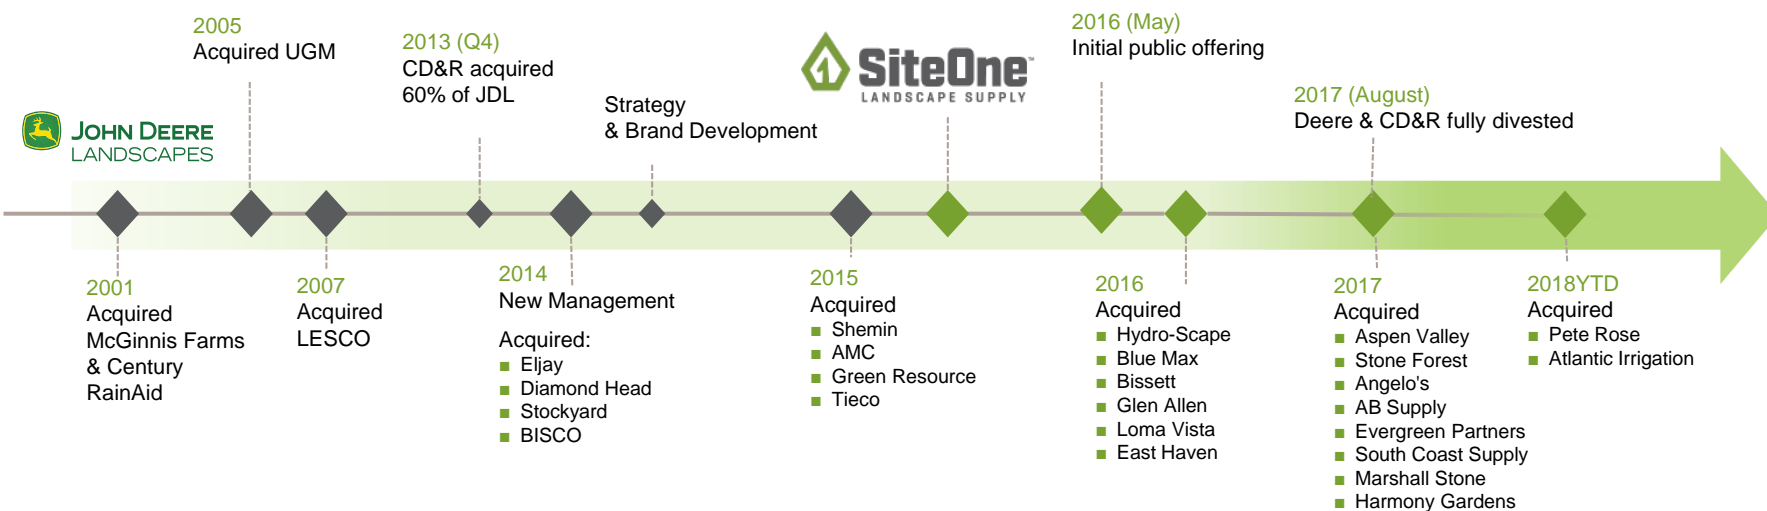 2005
Acquired UGM
2013 (Q4)
CD&R acquired
60% of JDL
Strategy
& Brand Development
1 SiteOne™
LANDSCAPE SUPPLY
2016 (May)
Initial public offering
2017 (August)
Deere & CD&R fully divested
JOHN DEERE
LANDSCAPES
2001
Acquired
McGinnis Farms
& Century
RainAid
2007
Acquired
LESCO
2014
New Management
Acquired:
Eljay
Diamond Head
Stockyard
BISCO
2015
Acquired
Shemin
AMC
Green Resource
Tieco
2016
Acquired
Hydro-Scape
Blue Max
Bissett
Glen Allen
Loma Vista
East Haven
2017
Acquired
Aspen Valley
Stone Forest
Angelo's
AB Supply
Evergreen Partners
South Coast Supply
Marshall Stone
Harmony Gardens
2018YTD
Acquired
Pete Rose
Atlantic Irrigation